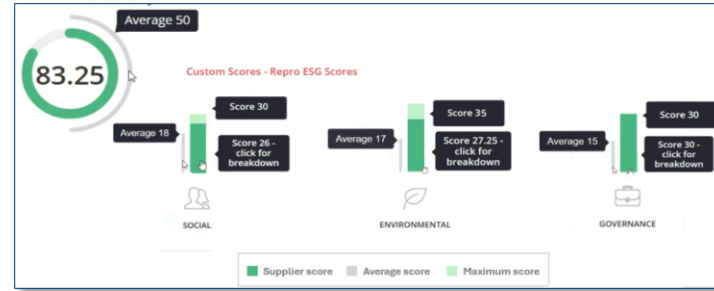 Average 50
83.25
Custom Scores - Repro ESG Scores
Score 30
Average 18
Score 26 -
click for
breakdown
SOCIAL
Score 35
Average 17
Score 27.25 -
click for
breakdown
ENVIRONMENTAL
Score 30
Average 15
Score 30 -
click for
breakdown
GOVERNANCE
Supplier score
Average score
Maximum score